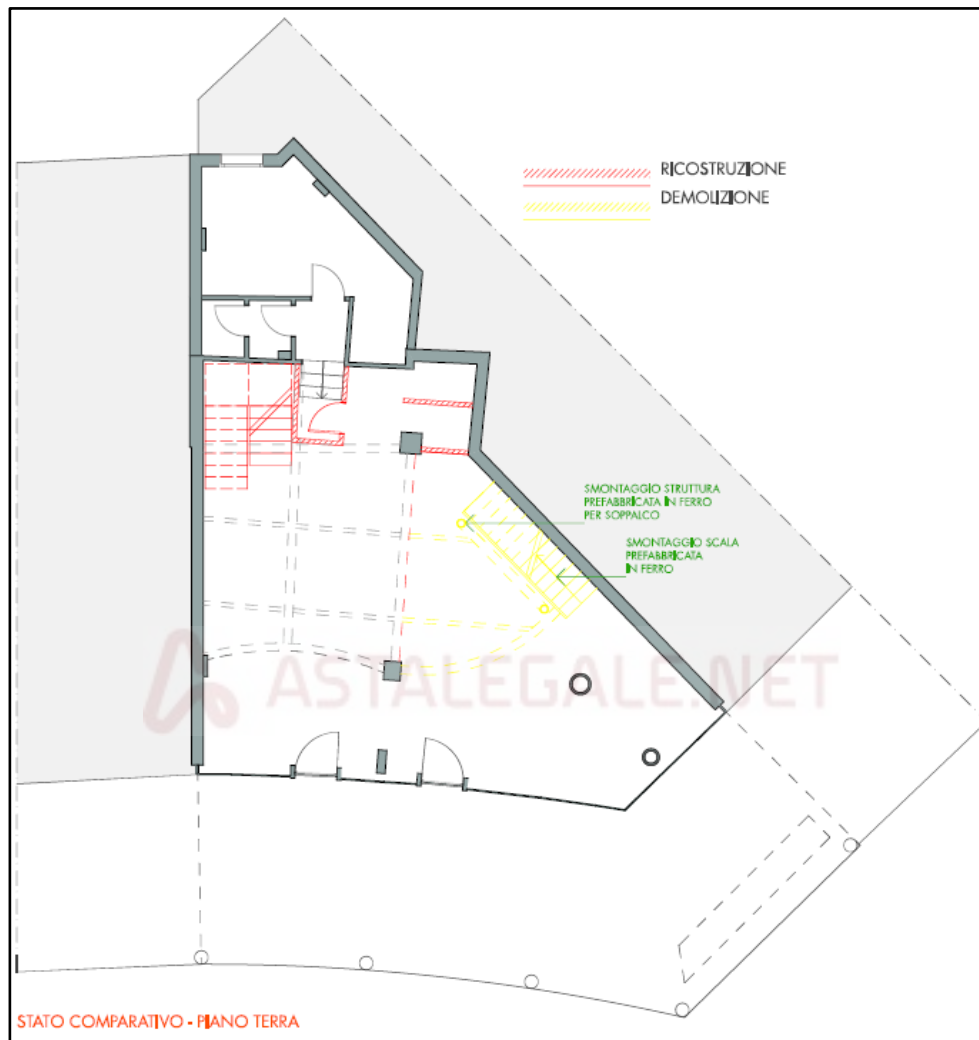 RICOSTRUZIONE
DEMOLIZIONE
SMONTAGGIO STRUTTURA
PREFABBRICATA IN FERRO
PER SOPPALCO
SMONTAGGIO SCALA
PREFABBRICATA
IN FERRO
ASTALEGALE.NET
STATO COMPARATIVO - PIANO TERRA